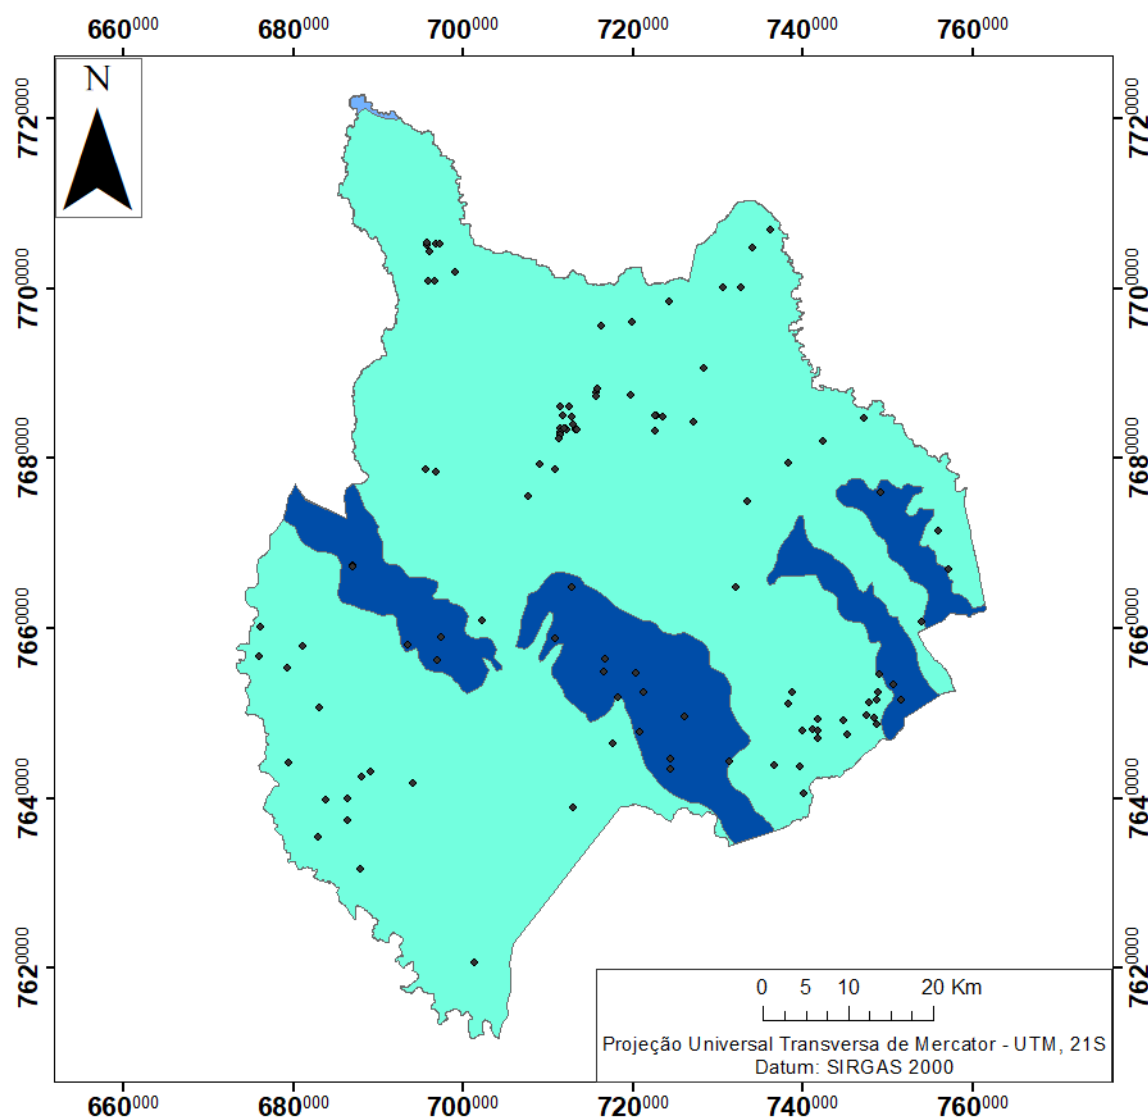 660000 680000 700000 720000 740000 760000
N
7720000 7720000
7700000 7700000
7680000 7680000
7660000 7660000
7640000 7640000
7620000 7620000
0 5 10 20 Km
Projeção Universal Transversa de Mercator - UTM, 21S
Datum: SIRGAS 2000
660000 680000 700000 720000 740000 760000